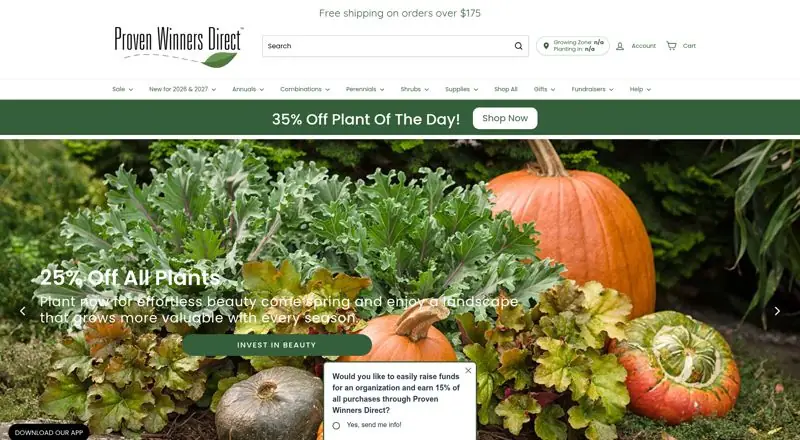 Free shipping on orders over $175
Proven Winners Direct™
Search
Growing Zone: n/a
Planting in: n/a
Account
Cart
Sale
New for 2026 & 2027
Annuals
Combinations
Perennials
Shrubs
Supplies
Shop All
Gifts
Fundraisers
Help
35% Off Plant Of The Day!
Shop Now
25% Off All Plants
Plant now for effortless beauty come spring and enjoy a landscape
that grows more valuable with every season.
INVEST IN BEAUTY
Would you like to easily raise funds
for an organization and earn 15% of
all purchases through Proven
Winners Direct?
Yes, send me info!
DOWNLOAD OUR APP